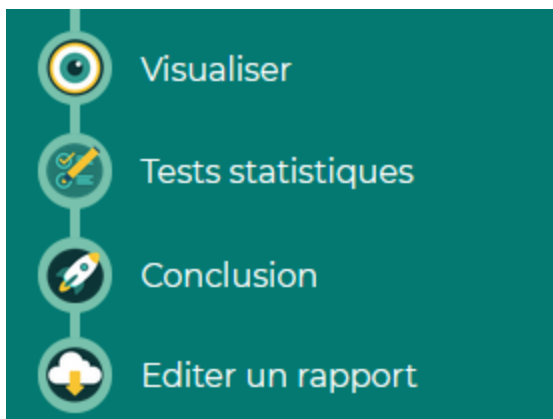 Visualiser
Tests statistiques
Conclusion
Editer un rapport